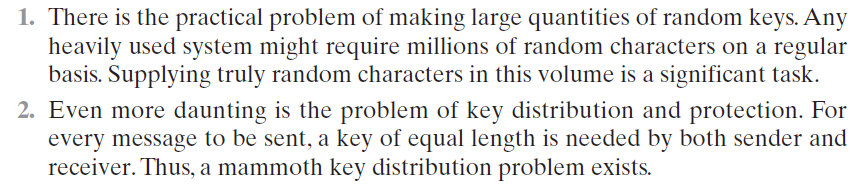 1. There is the practical problem of making large quantities of random keys. Any
heavily used system might require millions of random characters on a regular
basis. Supplying truly random characters in this volume is a significant task.
2. Even more daunting is the problem of key distribution and protection. For
every message to be sent, a key of equal length is needed by both sender and
receiver. Thus, a mammoth key distribution problem exists.